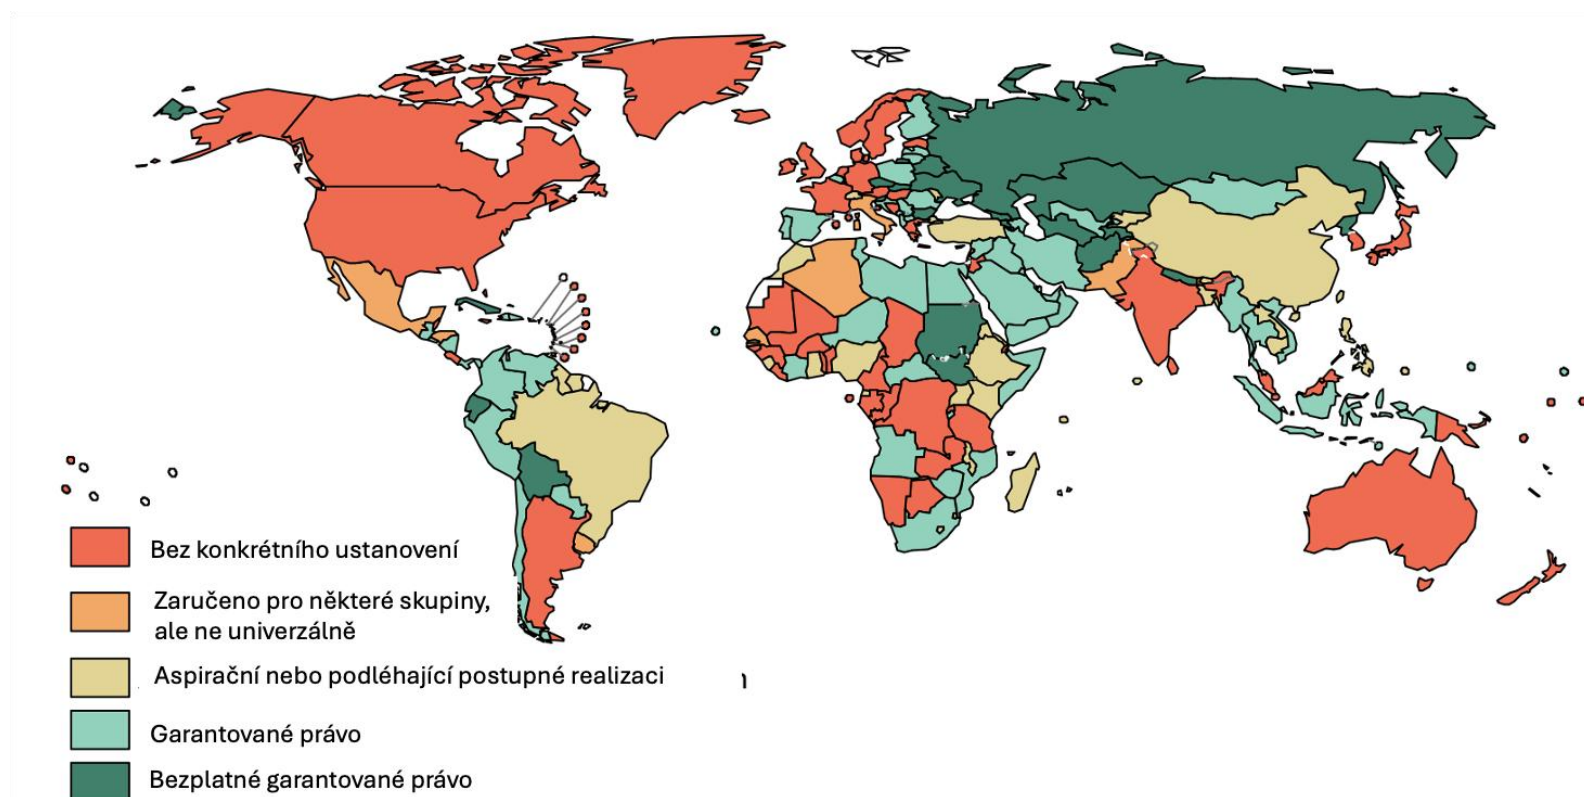 Bez konkrétního ustanovení
Zaručeno pro některé skupiny,
ale ne univerzálně
Aspirační nebo podléhající postupné realizaci
Garantované právo
Bezplatné garantované právo